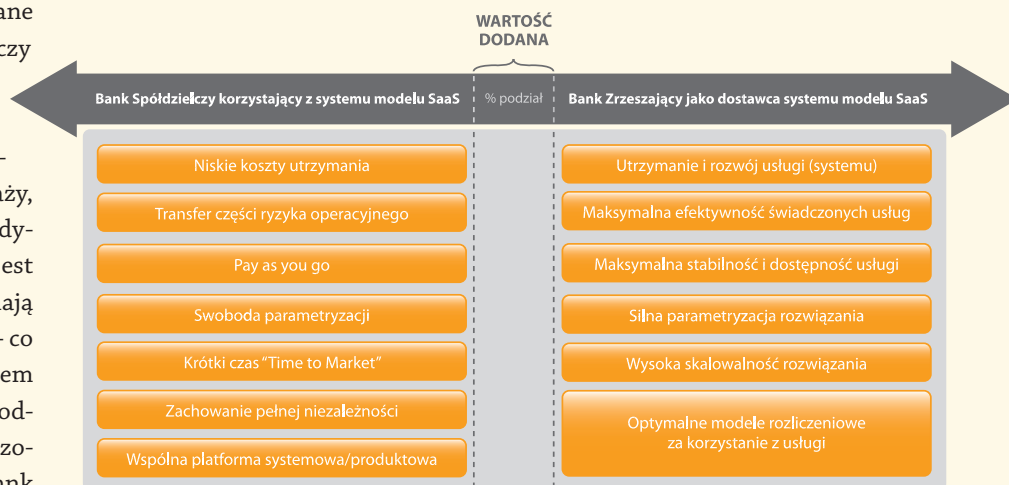 ane
czy
-
ży,
dy-
est
ają
- co
em
od-
zo-
ank
WARTOŚĆ
DODANA
Bank Spółdzielczy korzystający z systemu modelu SaaS
% podział
Bank Zrzeszający jako dostawca systemu modelu SaaS
Niskie koszty utrzymania
Transfer części ryzyka operacyjnego
Pay as you go
Swoboda parametryzacji
Krótki czas "Time to Market"
Zachowanie pełnej niezależności
Wspólna platforma systemowa/produktowa
Utrzymanie i rozwój usługi (systemu)
Maksymalna efektywność świadczonych usług
Maksymalna stabilność i dostępność usługi
Silna parametryzacja rozwiązania
Wysoka skalowalność rozwiązania
Optymalne modele rozliczeniowe
za korzystanie z usługi